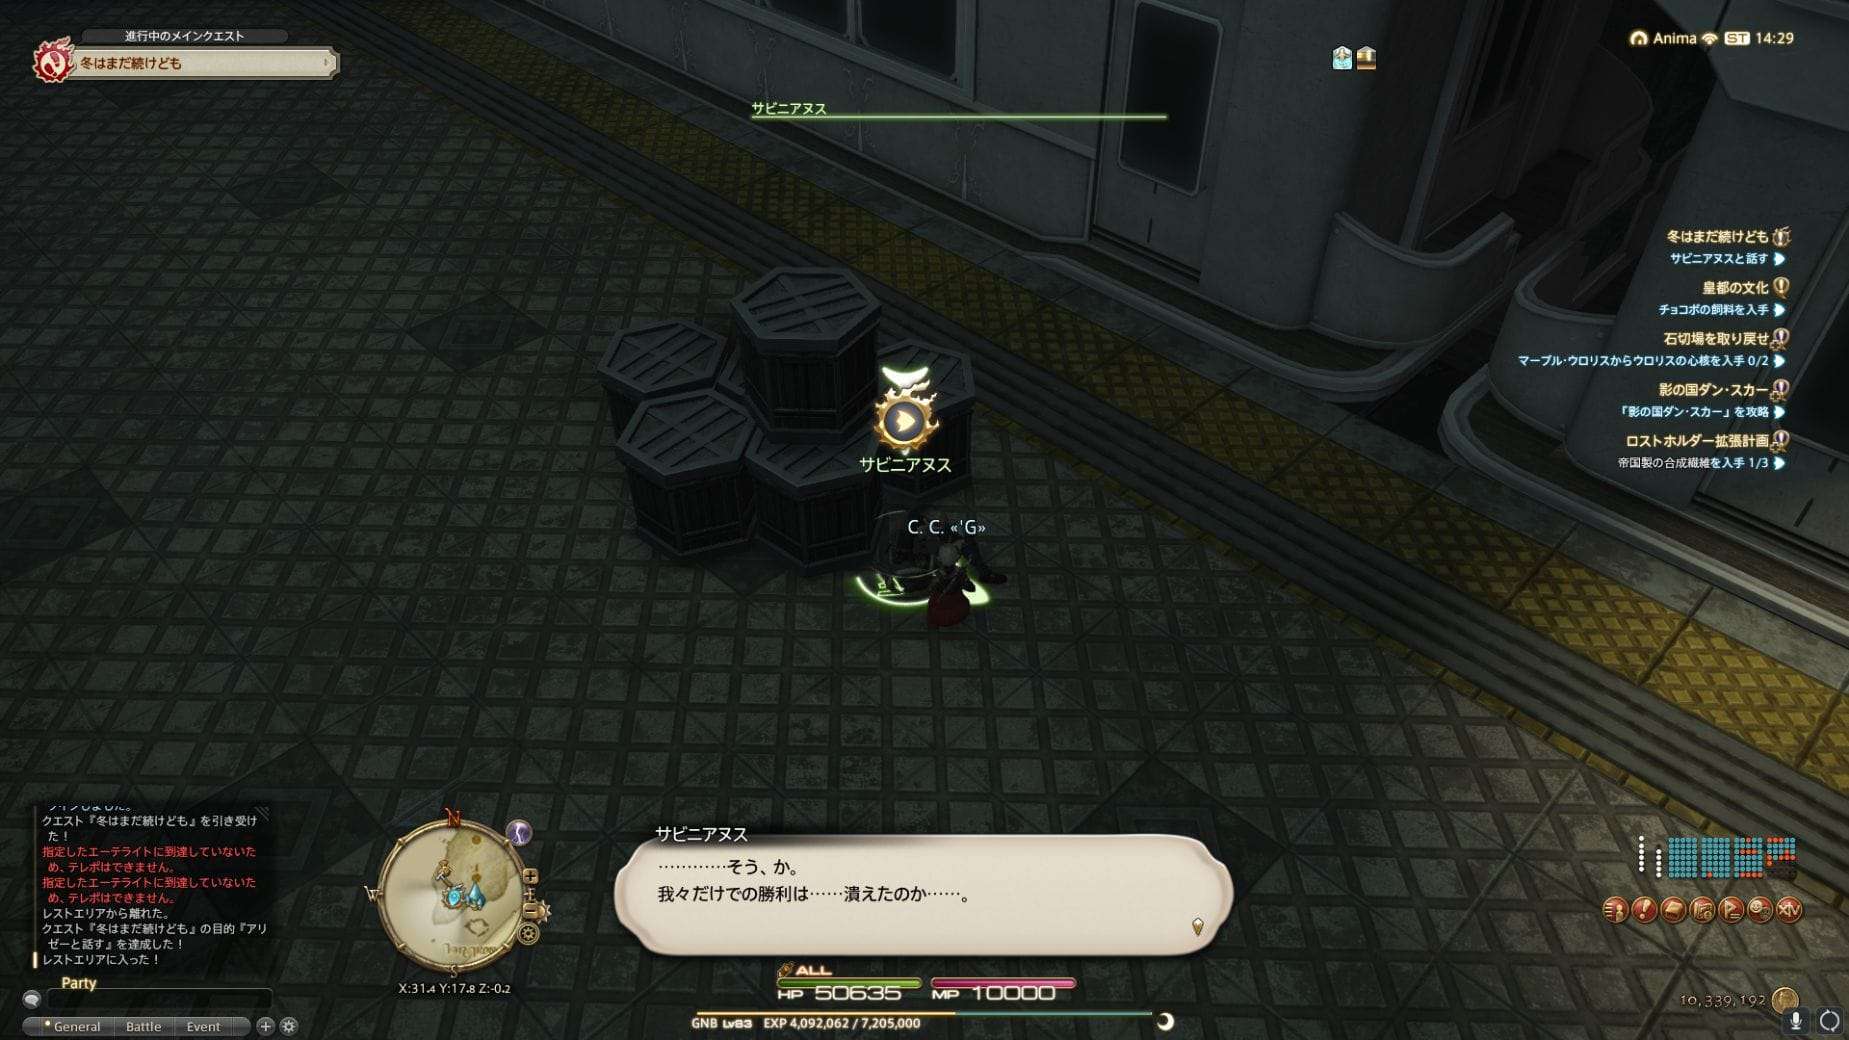 進行中のメインクエスト
冬はまだ続けども
サビニアヌス
Anima ST 14:29
冬はまだ続けども
サビニアヌスと話す
皇都の文化
チョコボの飼料を入手
石切場を取り戻せ
マーブル・ウロリスからウロリスの心核を入手 0/2
影の国ダン・スカー
「影の国ダン・スカー」を攻略
ロストホルダー拡張計画
帝国製の合成繊維を入手 1/3
サビニアヌス
C. C. «'G»
クエスト『冬はまだ続けども』を引き受け
た！
指定したエーテライトに到達していないた
め、テレポはできません。
指定したエーテライトに到達していないた
め、テレポはできません。
レストエリアから離れた。
クエスト『冬はまだ続けども』の目的『アリ
ゼーと話す』を達成した！
レストエリアに入った！
Party
General Battle Event
N
W
S
X:31.4 Y:17.8 Z:-0.2
サビニアヌス
…………そう、か。
我々だけでの勝利は……潰えたのか……。
ALL
HP 50635 MP 10000
GNB Lv83 EXP 4,092,062 / 7,205,000
XIV
10,339,192